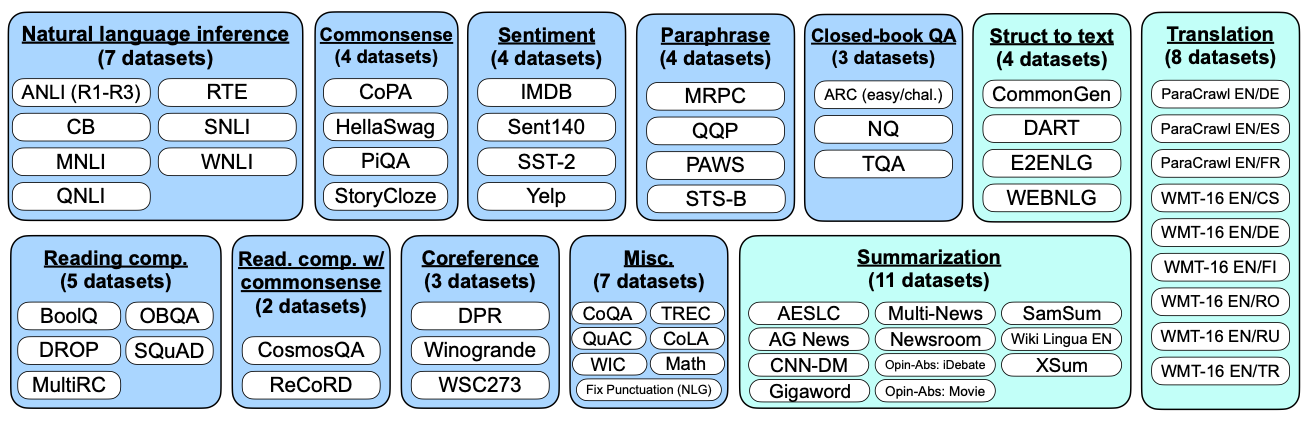 Natural language inference
(7 datasets)
ANLI (R1-R3)
RTE
CB
SNLI
MNLI
WNLI
QNLI
Commonsense
(4 datasets)
CoPA
HellaSwag
PiQA
StoryCloze
Sentiment
(4 datasets)
IMDB
Sent140
SST-2
Yelp
Paraphrase
(4 datasets)
MRPC
QQP
PAWS
STS-B
Closed-book QA
(3 datasets)
ARC (easy/chal.)
NQ
TQA
Struct to text
(4 datasets)
CommonGen
DART
E2ENLG
WEBNLG
Translation
(8 datasets)
ParaCrawl EN/DE
ParaCrawl EN/ES
ParaCrawl EN/FR
WMT-16 EN/CS
WMT-16 EN/DE
WMT-16 EN/FI
WMT-16 EN/RO
WMT-16 EN/RU
WMT-16 EN/TR
Reading comp.
(5 datasets)
BoolQ
OBQA
DROP
SQuAD
MultiRC
Read. comp. w/
commonsense
(2 datasets)
CosmosQA
ReCoRD
Coreference
(3 datasets)
DPR
Winogrande
WSC273
Misc.
(7 datasets)
CoQA
TREC
QuAC
CoLA
WIC
Math
Fix Punctuation (NLG)
Summarization
(11 datasets)
AESLC
Multi-News
SamSum
AG News
Newsroom
Wiki Lingua EN
CNN-DM
Opin-Abs: iDebate
XSum
Gigaword
Opin-Abs: Movie